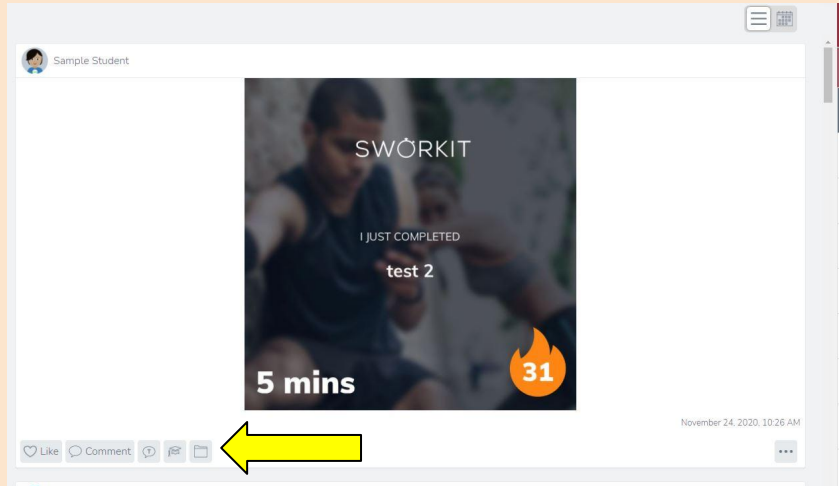 Sample Student
SWORKIT
I JUST COMPLETED
test 2
5 mins
31
November 24, 2020, 10:26 AM
Like Comment